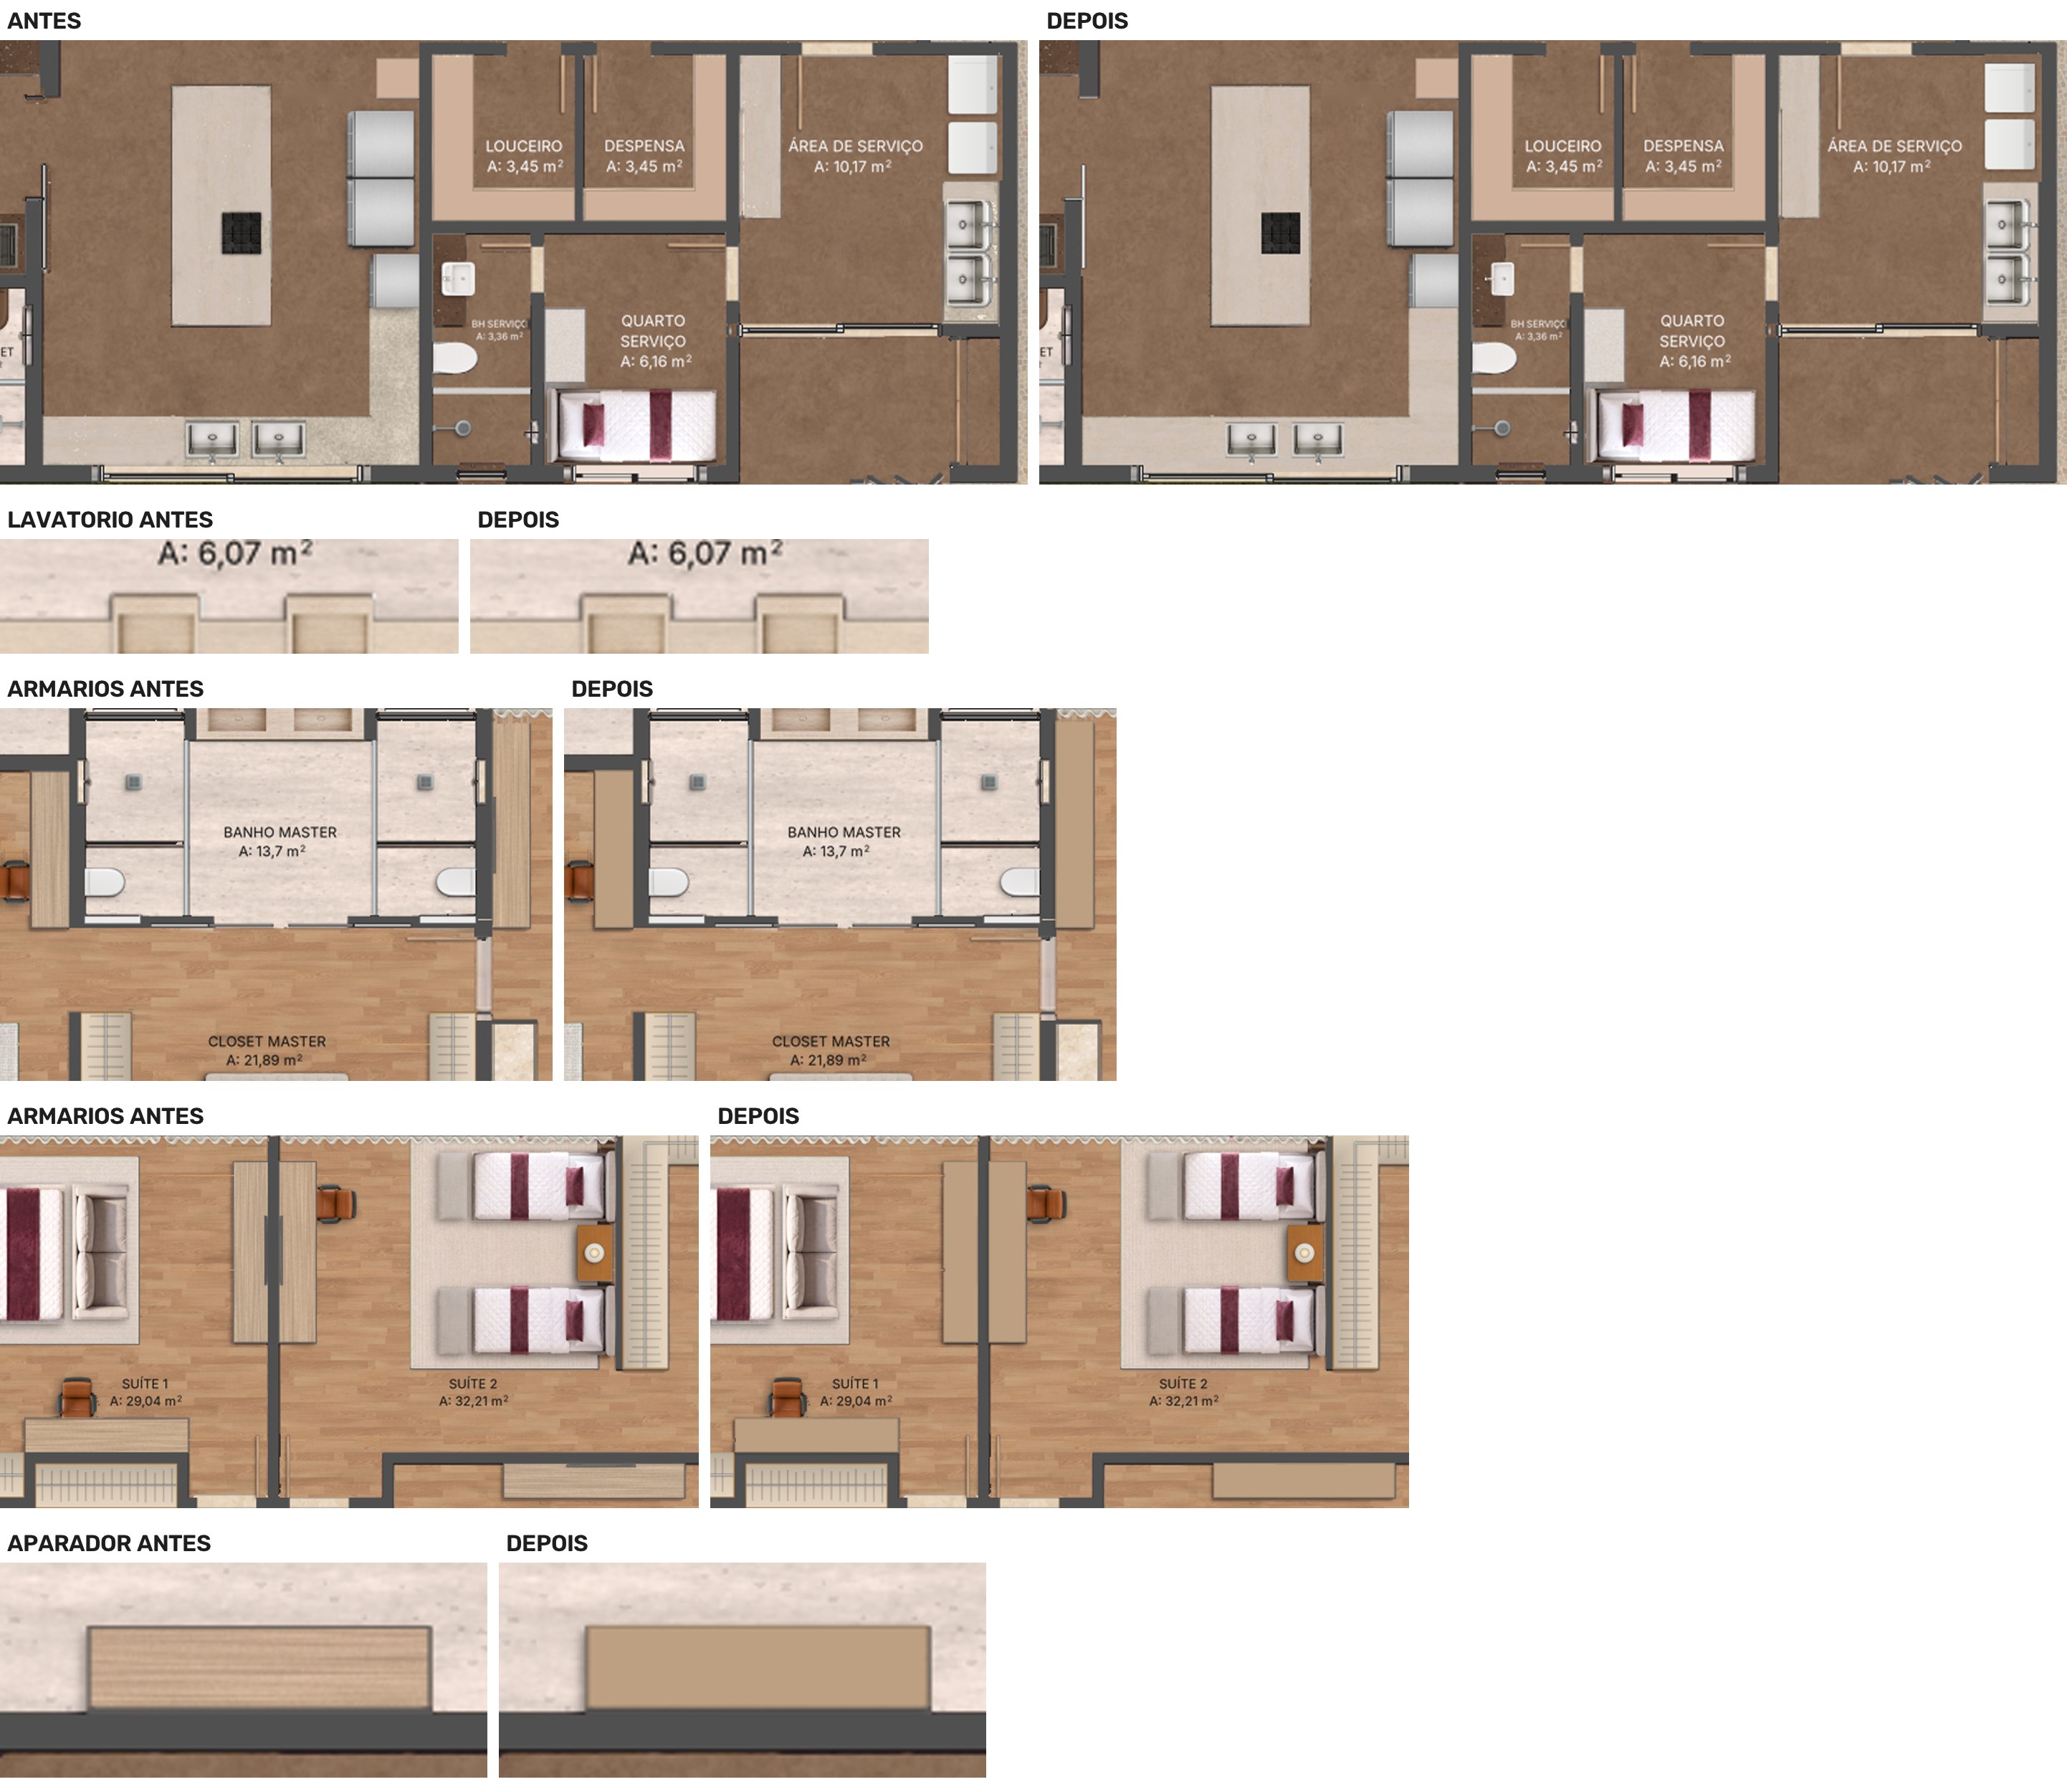 ANTES
DEPOIS
LOUCEIRO
A: 3,45 m²
DESPENSA
A: 3,45 m²
ÁREA DE SERVIÇO
A: 10,17 m²
BH SERVIÇO
A: 3,36 m²
QUARTO
SERVIÇO
A: 6,16 m²
ET
LOUCEIRO
A: 3,45 m²
DESPENSA
A: 3,45 m²
ÁREA DE SERVIÇO
A: 10,17 m²
BH SERVIÇO
A: 3,36 m²
QUARTO
SERVIÇO
A: 6,16 m²
ET
LAVATORIO ANTES
DEPOIS
A: 6,07 m²
A: 6,07 m²
ARMARIOS ANTES
DEPOIS
BANHO MASTER
A: 13,7 m²
CLOSET MASTER
A: 21,89 m²
BANHO MASTER
A: 13,7 m²
CLOSET MASTER
A: 21,89 m²
ARMARIOS ANTES
DEPOIS
SUÍTE 1
A: 29,04 m²
SUÍTE 2
A: 32,21 m²
SUÍTE 1
A: 29,04 m²
SUÍTE 2
A: 32,21 m²
APARADOR ANTES
DEPOIS